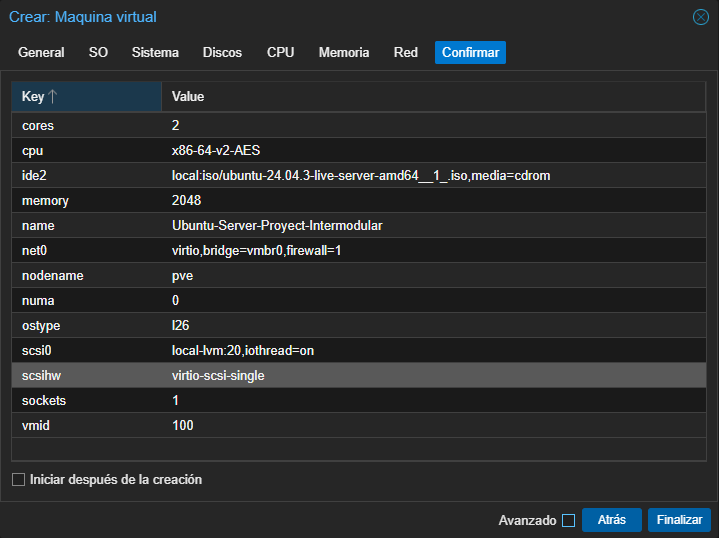 Crear: Maquina virtual
General SO Sistema Discos CPU Memoria Red Confirmar
Key Value
cores 2
cpu x86-64-v2-AES
ide2 local:iso/ubuntu-24.04.3-live-server-amd64__1_.iso,media=cdrom
memory 2048
name Ubuntu-Server-Proyect-Intermodular
net0 virtio,bridge=vmbr0,firewall=1
nodename pve
numa 0
ostype l26
scsi0 local-lvm:20,iothread=on
scsihw virtio-scsi-single
sockets 1
vmid 100
Iniciar después de la creación
Avanzado Atrás Finalizar